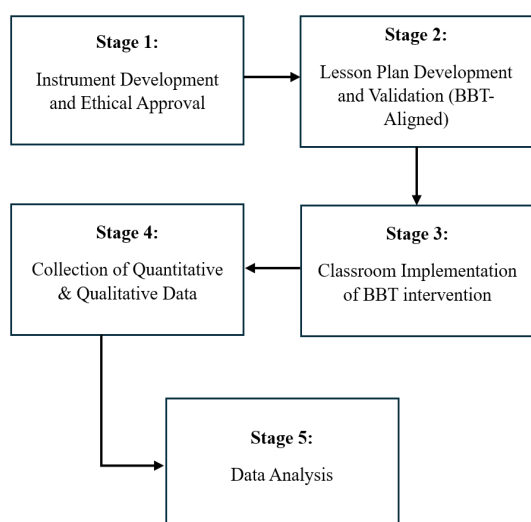 Stage 1:
Instrument Development
and Ethical Approval
Stage 2:
Lesson Plan Development
and Validation (BBT-
Aligned)
Stage 3:
Classroom Implementation
of BBT intervention
Stage 4:
Collection of Quantitative
& Qualitative Data
Stage 5:
Data Analysis